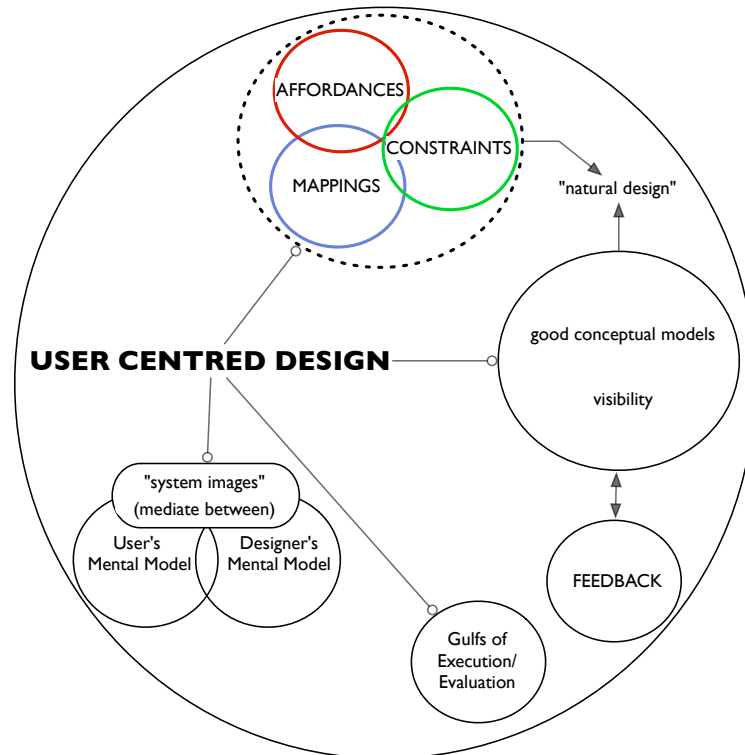 AFFORDANCES
CONSTRAINTS
MAPPINGS
"natural design"
good conceptual models
visibility
USER CENTRED DESIGN
"system images"
(mediate between)
User's
Mental Model
Designer's
Mental Model
FEEDBACK
Gulfs of
Execution/
Evaluation